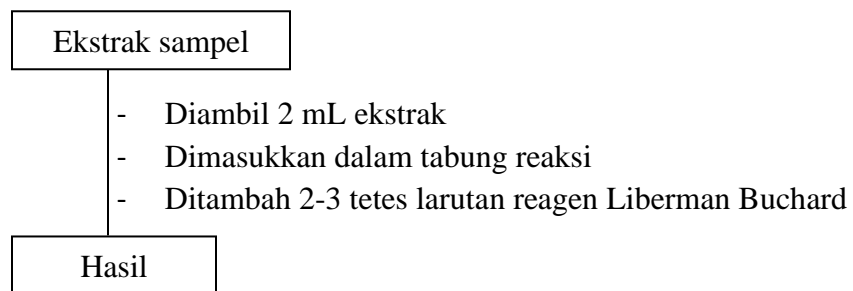 Ekstrak sampel
- Diambil 2 mL ekstrak
- Dimasukkan dalam tabung reaksi
- Ditambah 2-3 tetes larutan reagen Liberman Buchard
Hasil